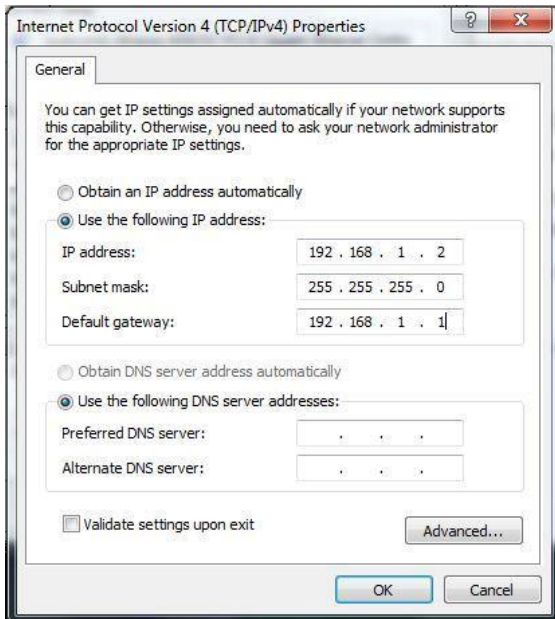 Internet Protocol Version 4 (TCP/IPv4) Properties
General
You can get IP settings assigned automatically if your network supports
this capability. Otherwise, you need to ask your network administrator
for the appropriate IP settings.
Obtain an IP address automatically
Use the following IP address:
IP address: 192 . 168 . 1 . 2
Subnet mask: 255 . 255 . 255 . 0
Default gateway: 192 . 168 . 1 . 1
Obtain DNS server address automatically
Use the following DNS server addresses:
Preferred DNS server: . . .
Alternate DNS server: . . .
Validate settings upon exit
Advanced...
OK Cancel